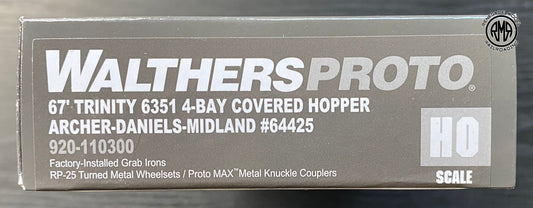 WALTHERSPROTO®
67' TRINITY 6351 4-BAY COVERED HOPPER
ARCHER-DANIELS-MIDLAND #64425
920-110300
Factory-Installed Grab Irons
RP-25 Turned Metal Wheelsets / Proto MAX™ Metal Knuckle Couplers
HO
SCALE
RMA